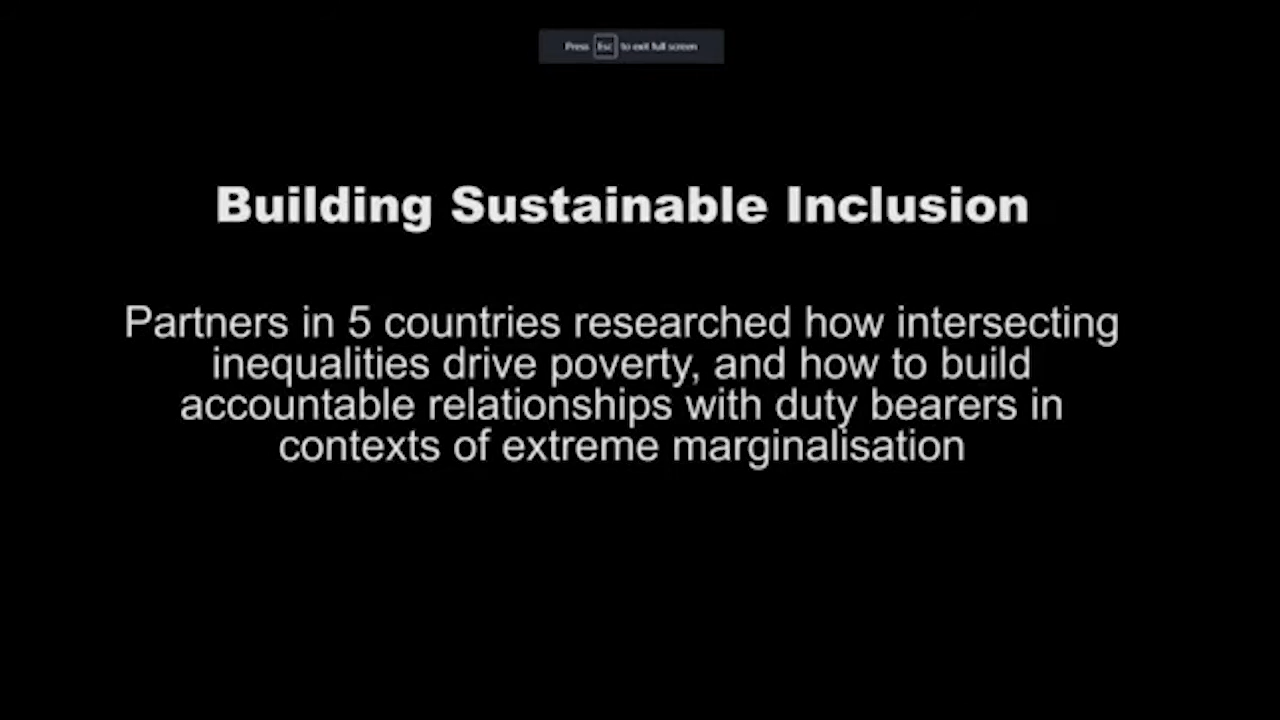 Press Esc to exit full screen
Building Sustainable Inclusion
Partners in 5 countries researched how intersecting
inequalities drive poverty, and how to build
accountable relationships with duty bearers in
contexts of extreme marginalisation